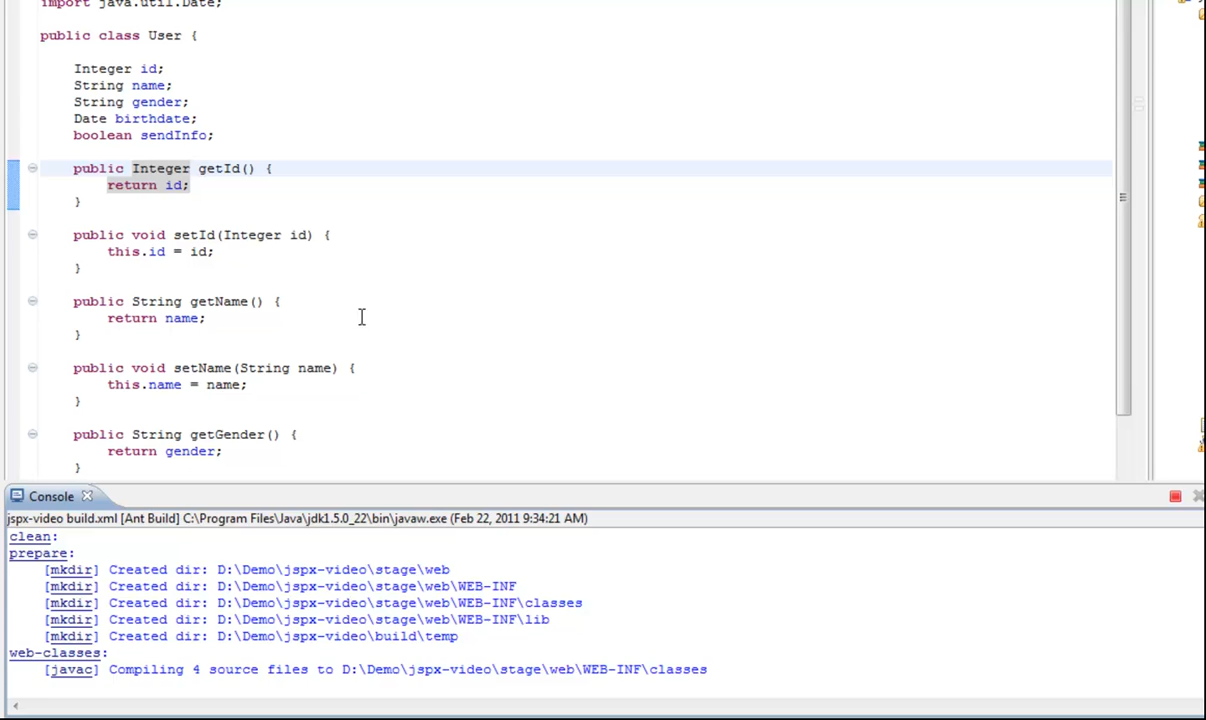 import java.util.Date;
public class User {
Integer id;
String name;
String gender;
Date birthdate;
boolean sendInfo;
public Integer getId() {
return id;
}
public void setId(Integer id) {
this.id = id;
}
public String getName() {
return name;
}
public void setName(String name) {
this.name = name;
}
public String getGender() {
return gender;
}
Console
jspx-video build.xml [Ant Build] C:\Program Files\Java\jdk1.5.0_22\bin\javaw.exe (Feb 22, 2011 9:34:21 AM)
clean:
prepare:
[mkdir] Created dir: D:\Demo\jspx-video\stage\web
[mkdir] Created dir: D:\Demo\jspx-video\stage\web\WEB-INF
[mkdir] Created dir: D:\Demo\jspx-video\stage\web\WEB-INF\classes
[mkdir] Created dir: D:\Demo\jspx-video\stage\web\WEB-INF\lib
[mkdir] Created dir: D:\Demo\jspx-video\build\temp
web-classes:
[javac] Compiling 4 source files to D:\Demo\jspx-video\stage\web\WEB-INF\classes